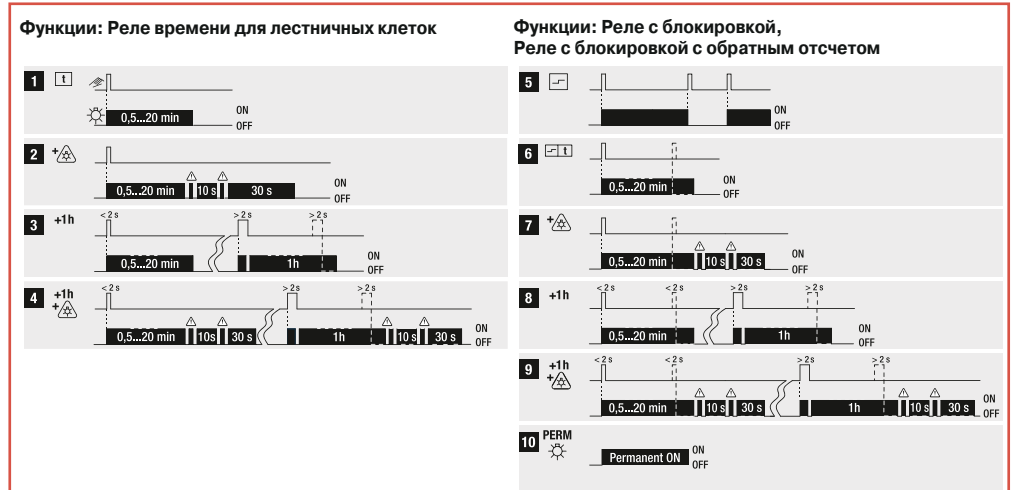 Функции: Реле времени для лестничных клеток
1 t
0,5...20 min
ON
OFF
2 +
0,5...20 min 10 s 30 s
ON
OFF
3 +1h
< 2 s > 2 s > 2 s
0,5...20 min 1h
ON
OFF
4 +1h
+
< 2 s > 2 s > 2 s
0,5...20 min 10s 30 s 1h 10 s 30 s
ON
OFF
Функции: Реле с блокировкой,
Реле с блокировкой с обратным отсчетом
5
ON
OFF
6 t
0,5...20 min
ON
OFF
7 +
0,5...20 min 10 s 30 s
ON
OFF
8 +1h
< 2 s < 2 s > 2 s > 2 s
0,5...20 min 1h
ON
OFF
9 +1h
+
< 2 s < 2 s > 2 s > 2 s
0,5...20 min 10 s 30 s 1h 10 s 30 s
ON
OFF
10 PERM
Permanent ON
ON
OFF